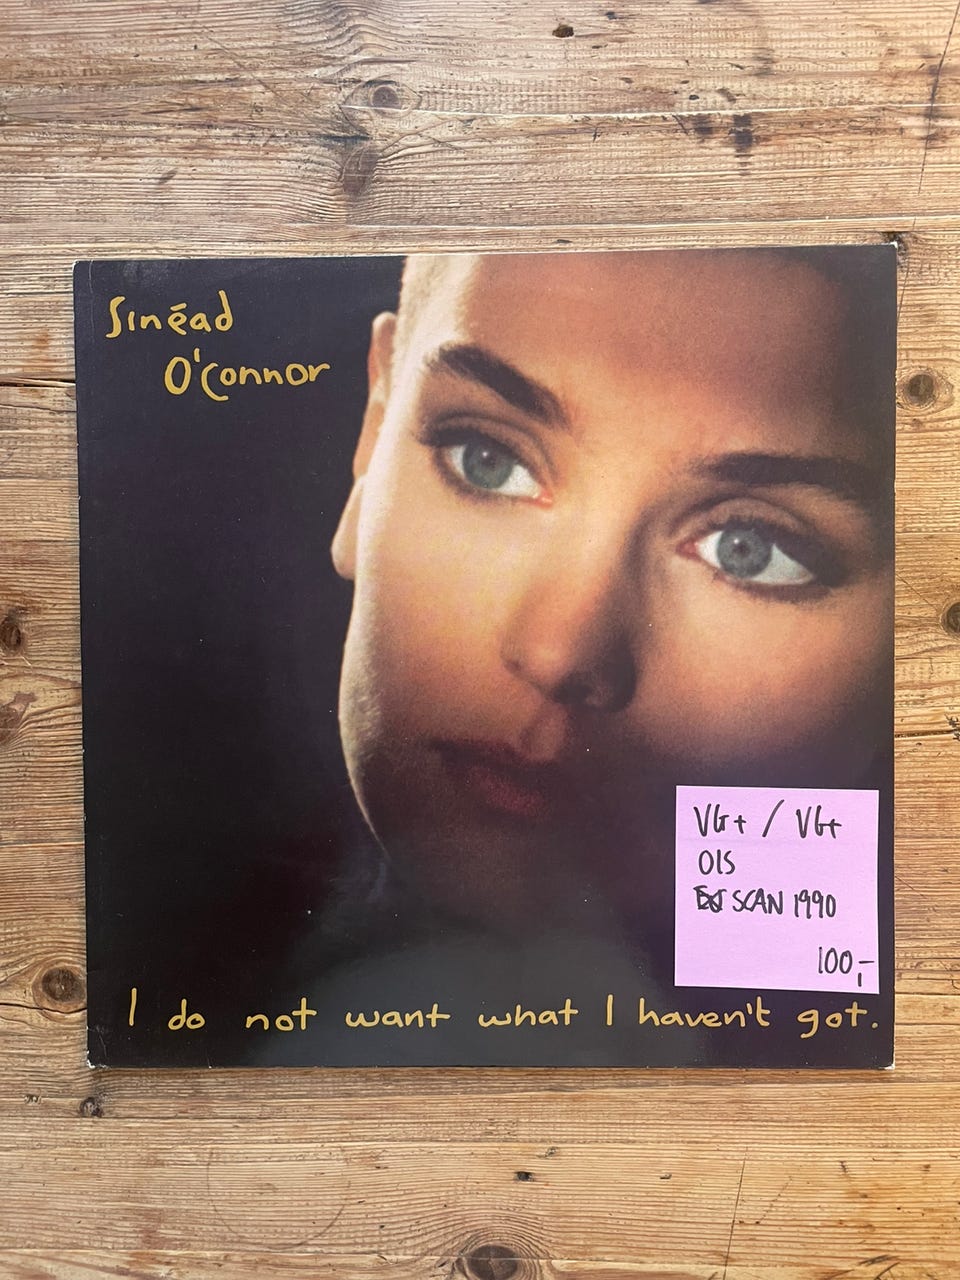 Sinéad
O'Connor
VG+ / VG+
OIS
SCAN 1990
100,-
I do not want what I haven't got.